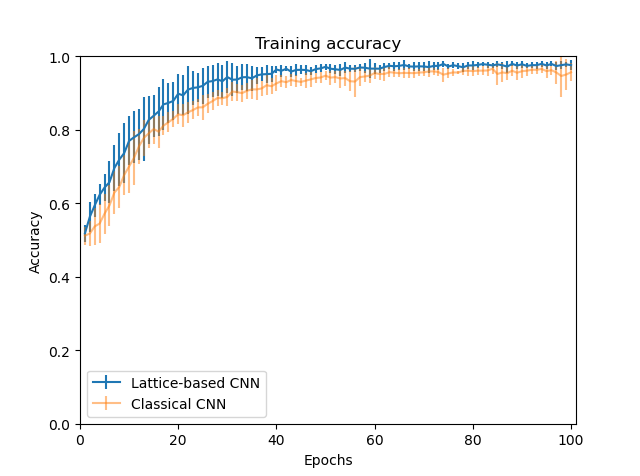 Training accuracy
1.0
0.8
0.6
0.4
0.2
0.0
Accuracy
Lattice-based CNN
Classical CNN
0 20 40 60 80 100
Epochs